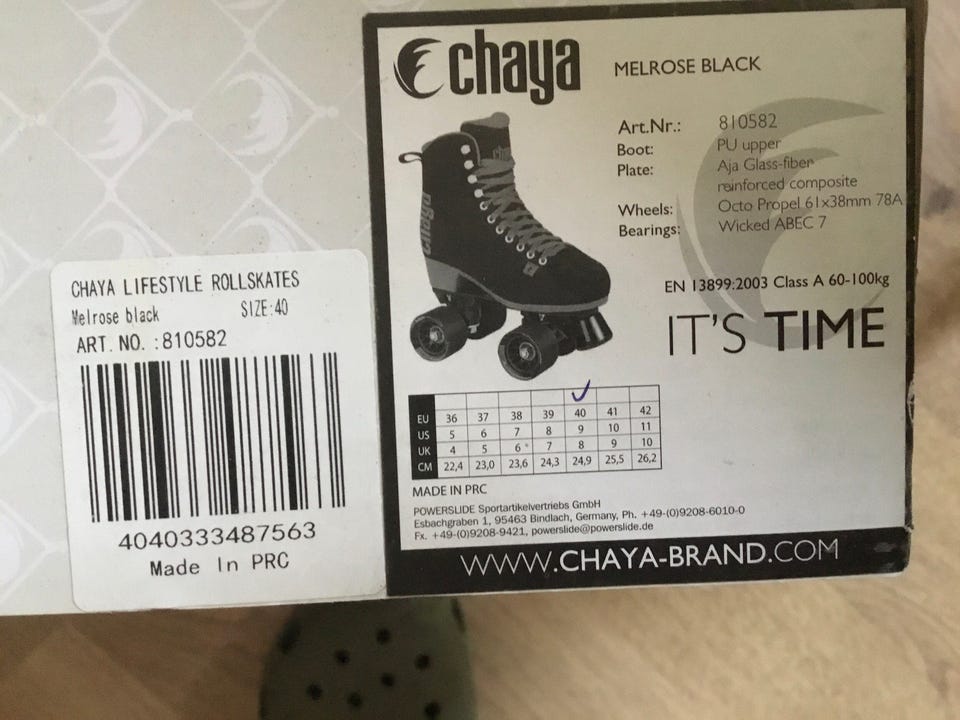 CHAYA LIFESTYLE ROLLSKATES
Melrose black SIZE:40
ART. NO. :810582
4040333487563
Made In PRC
chaya
MELROSE BLACK
Art.Nr.: 810582
Boot: PU upper
Plate: Aja Glass-fiber
reinforced composite
Wheels: Octo Propel 61x38mm 78A
Bearings: Wicked ABEC 7
EN 13899:2003 Class A 60-100kg
IT'S TIME
chaya
EU 36 37 38 39 40 41 42
US 5 6 7 8 9 10 11
UK 4 5 6 7 8 9 10
CM 22,4 23,0 23,6 24,3 24,9 25,5 26,2
MADE IN PRC
POWERSLIDE Sportartikelvertriebs GmbH
Esbachgraben 1, 95463 Bindlach, Germany, Ph. +49-(0)9208-6010-0
Fx. +49-(0)9208-9421, powerslide@powerslide.de
WWW.CHAYA-BRAND.COM